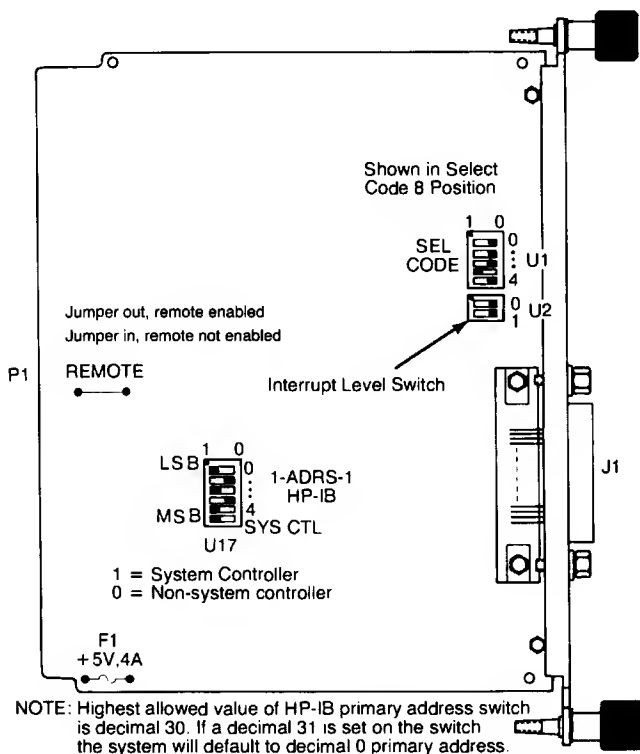 Shown in Select
Code 8 Position
1 0
SEL
CODE
0
4
U1
0
1
U2
Jumper out, remote enabled
Jumper in, remote not enabled
P1
REMOTE
Interrupt Level Switch
J1
1 0
LSB
0
1-ADRS-1
HP-IB
MSB
4
SYS CTL
U17
1 = System Controller
0 = Non-system controller
F1
+5V,4A
NOTE: Highest allowed value of HP-IB primary address switch
is decimal 30. If a decimal 31 is set on the switch
the system will default to decimal 0 primary address.